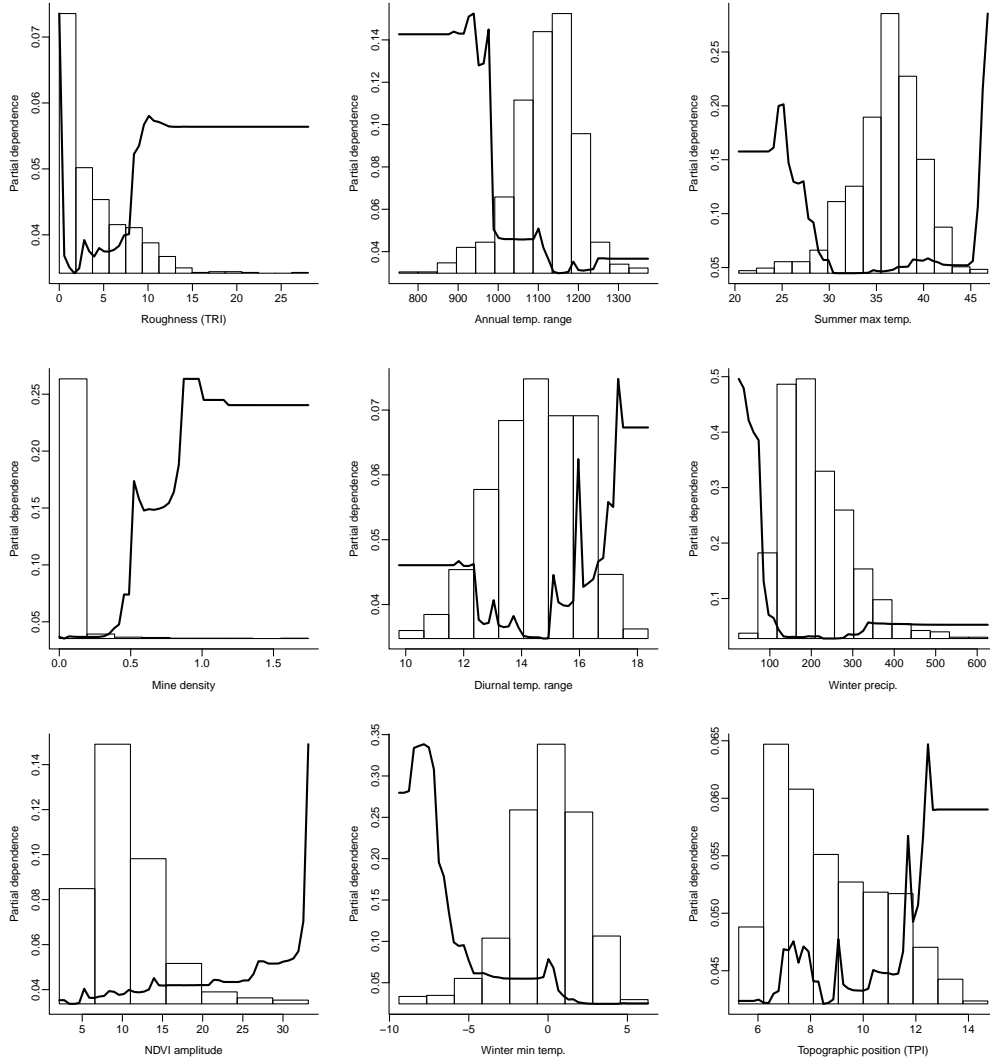 Partial dependence
0.04 0.05 0.06 0.07
0 5 10 15 20 25
Roughness (TRI)
Partial dependence
0.04 0.06 0.08 0.10 0.12 0.14
800 900 1000 1100 1200 1300
Annual temp. range
Partial dependence
0.05 0.10 0.15 0.20 0.25
20 25 30 35 40 45
Summer max temp.
Partial dependence
0.05 0.10 0.15 0.20 0.25
0.0 0.5 1.0 1.5
Mine density
Partial dependence
0.04 0.05 0.06 0.07
10 12 14 16 18
Diurnal temp. range
Partial dependence
0.1 0.2 0.3 0.4 0.5
100 200 300 400 500 600
Winter precip.
Partial dependence
0.04 0.06 0.08 0.10 0.12 0.14
5 10 15 20 25 30
NDVI amplitude
Partial dependence
0.05 0.10 0.15 0.20 0.25 0.30 0.35
−10 −5 0 5
Winter min temp.
Partial dependence
0.045 0.050 0.055 0.060 0.065
6 8 10 12 14
Topographic position (TPI)